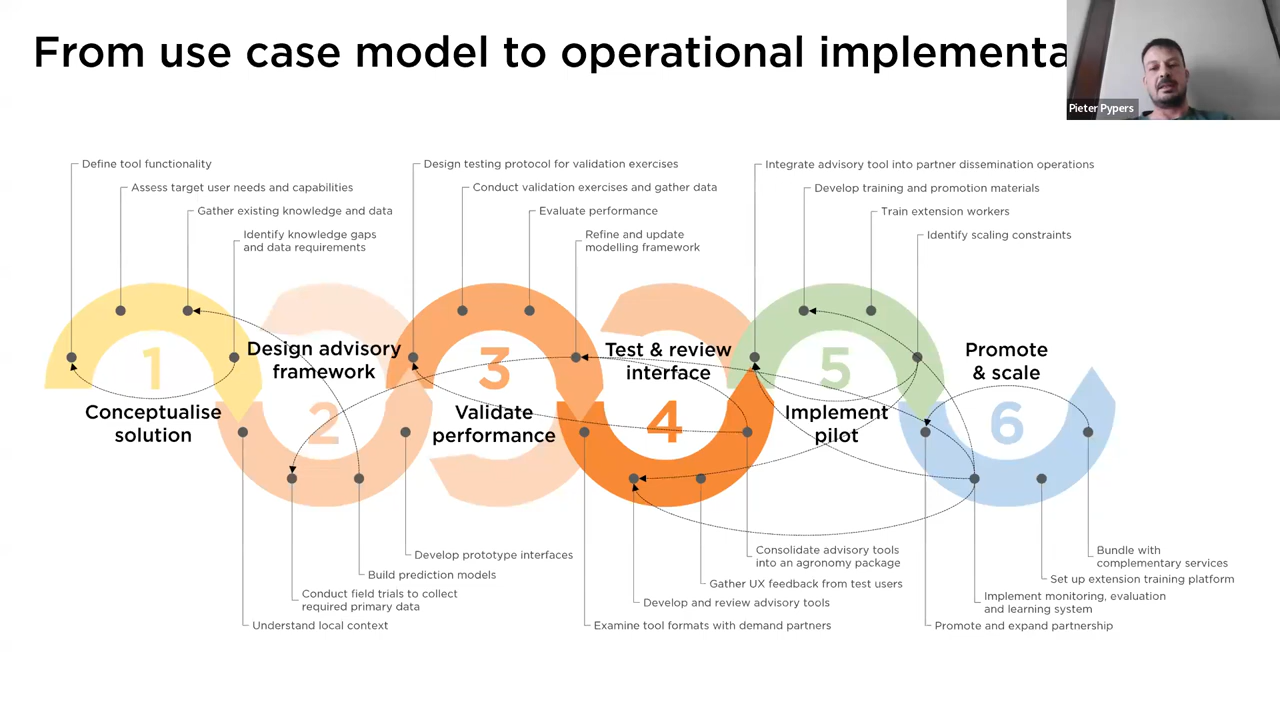 From use case model to operational implementa
Pieter Pypers
Define tool functionality
Assess target user needs and capabilities
Gather existing knowledge and data
Identify knowledge gaps
and data requirements
Design testing protocol for validation exercises
Conduct validation exercises and gather data
Evaluate performance
Refine and update
modelling framework
Integrate advisory tool into partner dissemination operations
Develop training and promotion materials
Train extension workers
Identify scaling constraints
1
Conceptualise
solution
Design advisory
framework
2
3
Validate
performance
Test & review
interface
4
5
Implement
pilot
Promote
& scale
6
Develop prototype interfaces
Build prediction models
Conduct field trials to collect
required primary data
Understand local context
Consolidate advisory tools
into an agronomy package
Gather UX feedback from test users
Develop and review advisory tools
Examine tool formats with demand partners
Bundle with
complementary services
Set up extension training platform
Implement monitoring, evaluation
and learning system
Promote and expand partnership